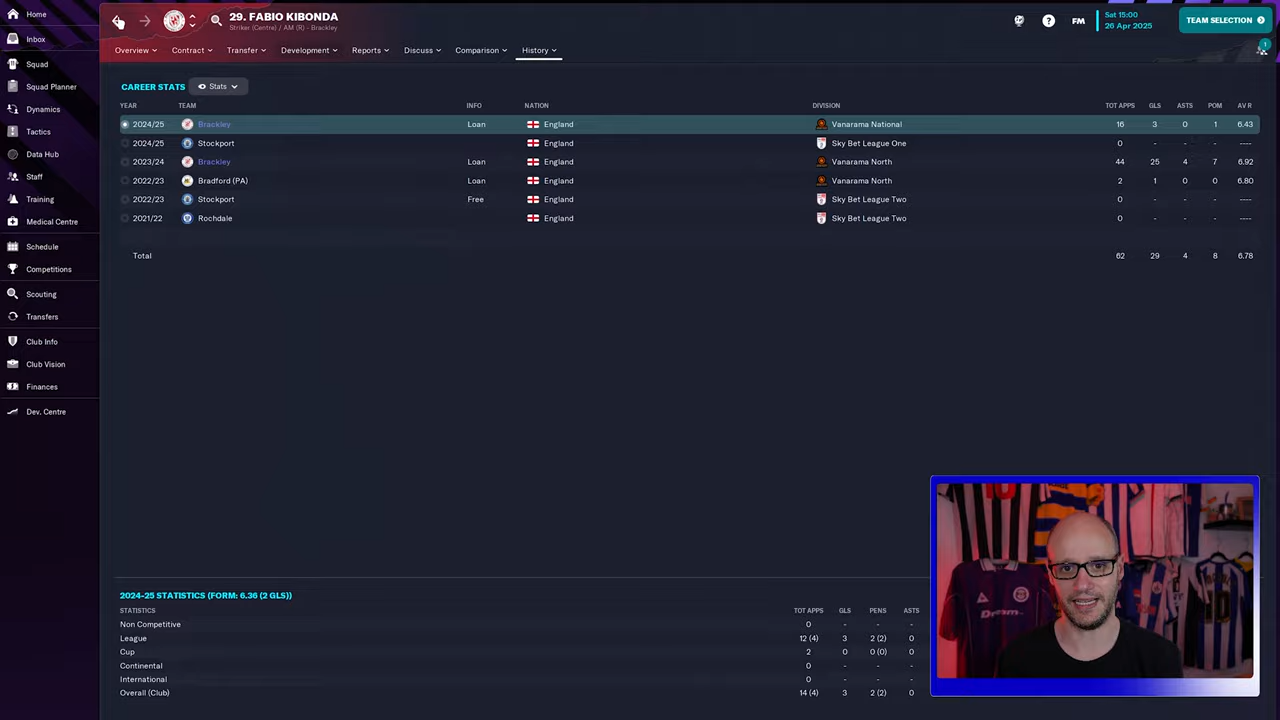 Home
Inbox
Squad
Squad Planner
Dynamics
Tactics
Data Hub
Staff
Training
Medical Centre
Schedule
Competitions
Scouting
Transfers
Club Info
Club Vision
Finances
Dev. Centre
29. FABIO KIBONDA
Striker (Centre) / AM (R) - Brackley
? FM Sat 15:00
26 Apr 2025
TEAM SELECTION
1
Overview Contract Transfer Development Reports Discuss Comparison History
CAREER STATS Stats
YEAR TEAM INFO NATION DIVISION TOT APPS GLS ASTS POM AV R
2024/25 Brackley Loan England Vanarama National 16 3 0 1 6.43
2024/25 Stockport England Sky Bet League One 0 - - - ----
2023/24 Brackley Loan England Vanarama North 44 25 4 7 6.92
2022/23 Bradford (PA) Loan England Vanarama North 2 1 0 0 6.80
2022/23 Stockport Free England Sky Bet League Two 0 - - - ----
2021/22 Rochdale England Sky Bet League Two 0 - - - ----
Total 62 29 4 8 6.78
2024-25 STATISTICS (FORM: 6.36 (2 GLS))
STATISTICS TOT APPS GLS PENS ASTS
Non Competitive 0 - - -
League 12 (4) 3 2 (2) 0
Cup 2 0 0 (0) 0
Continental 0 - - -
International 0 - - -
Overall (Club) 14 (4) 3 2 (2) 0
Dream